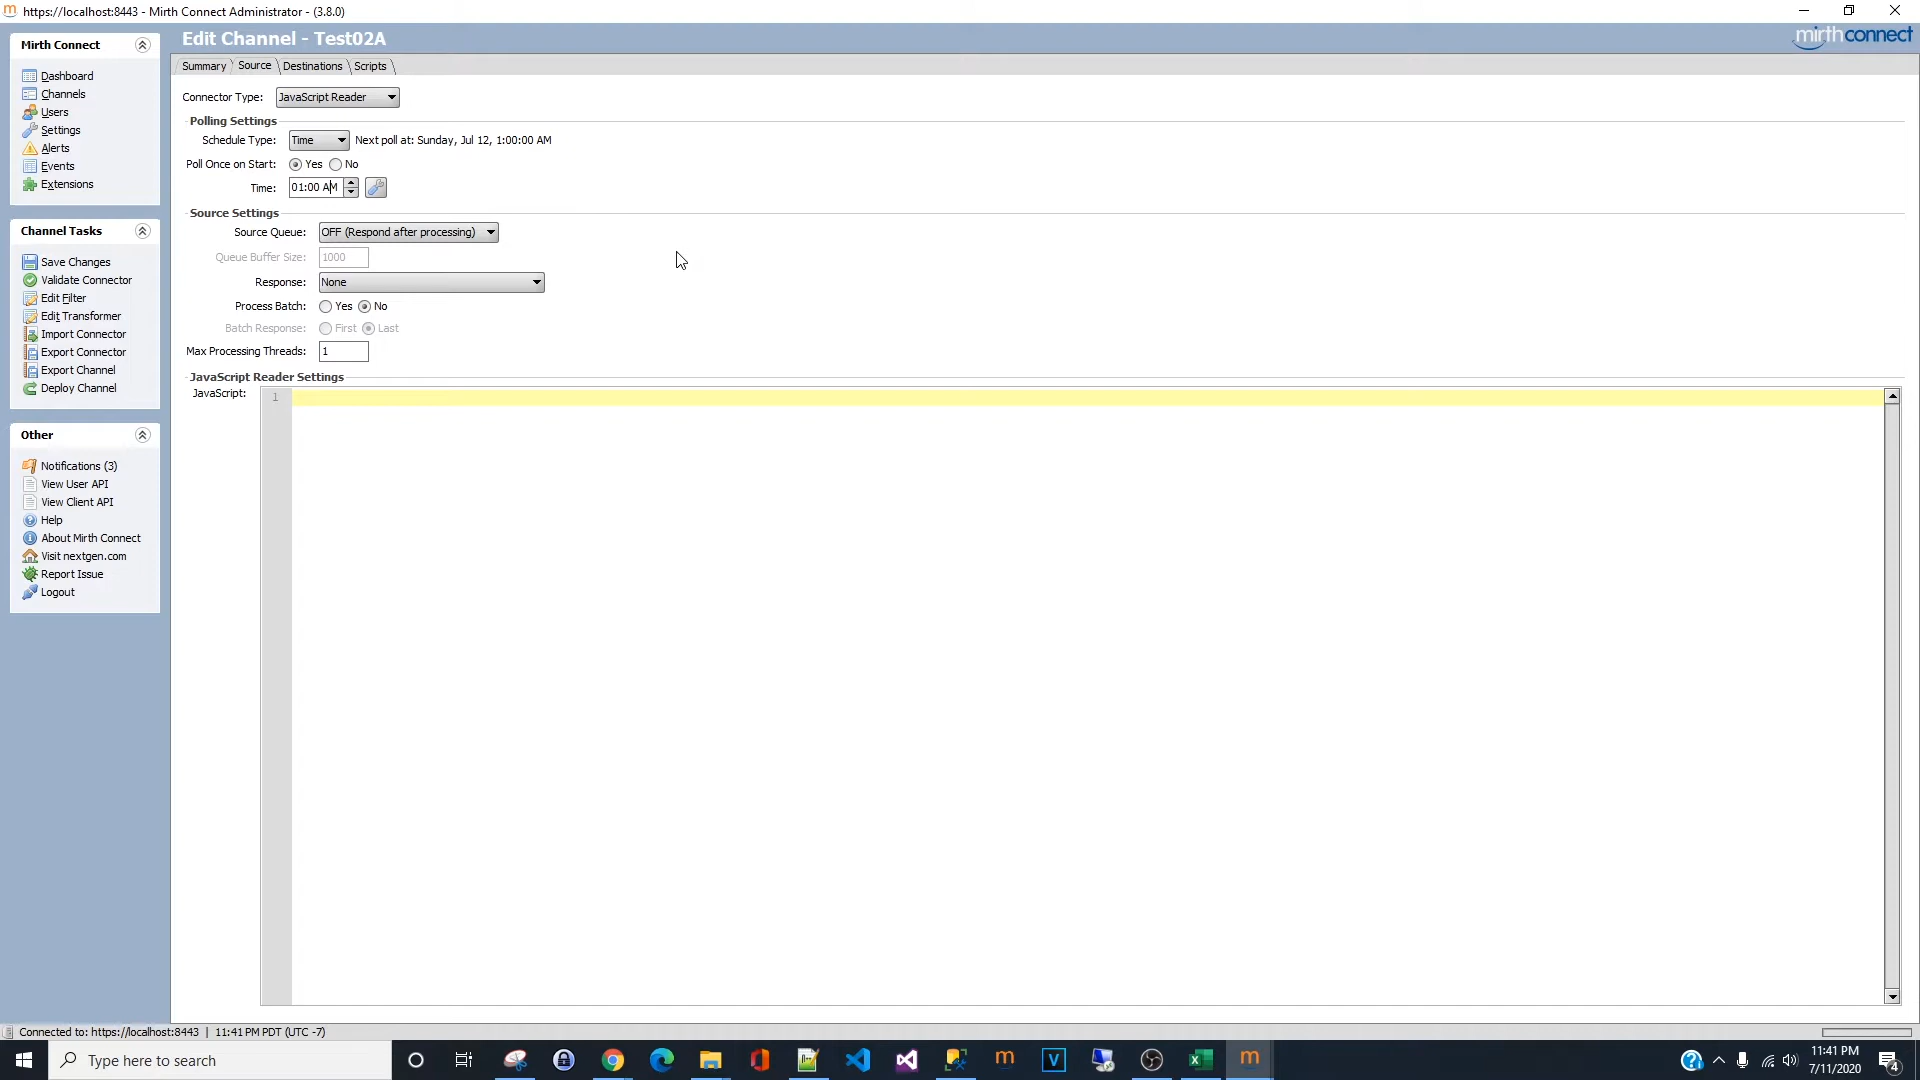 https://localhost:8443 - Mirth Connect Administrator - (3.8.0)
Mirth Connect
Dashboard
Channels
Users
Settings
Alerts
Events
Extensions
Channel Tasks
Save Changes
Validate Connector
Edit Filter
Edit Transformer
Import Connector
Export Connector
Export Channel
Deploy Channel
Other
Notifications (3)
View User API
View Client API
Help
About Mirth Connect
Visit nextgen.com
Report Issue
Logout
Edit Channel - Test02A
mirthconnect
Summary Source Destinations Scripts
Connector Type: JavaScript Reader
Polling Settings
Schedule Type: Time Next poll at: Sunday, Jul 12, 1:00:00 AM
Poll Once on Start: Yes No
Time: 01:00 AM
Source Settings
Source Queue: OFF (Respond after processing)
Queue Buffer Size: 1000
Response: None
Process Batch: Yes No
Batch Response: First Last
Max Processing Threads: 1
JavaScript Reader Settings
JavaScript: 1
Connected to: https://localhost:8443 | 11:41 PM PDT (UTC -7)
Type here to search
11:41 PM
7/11/2020
4